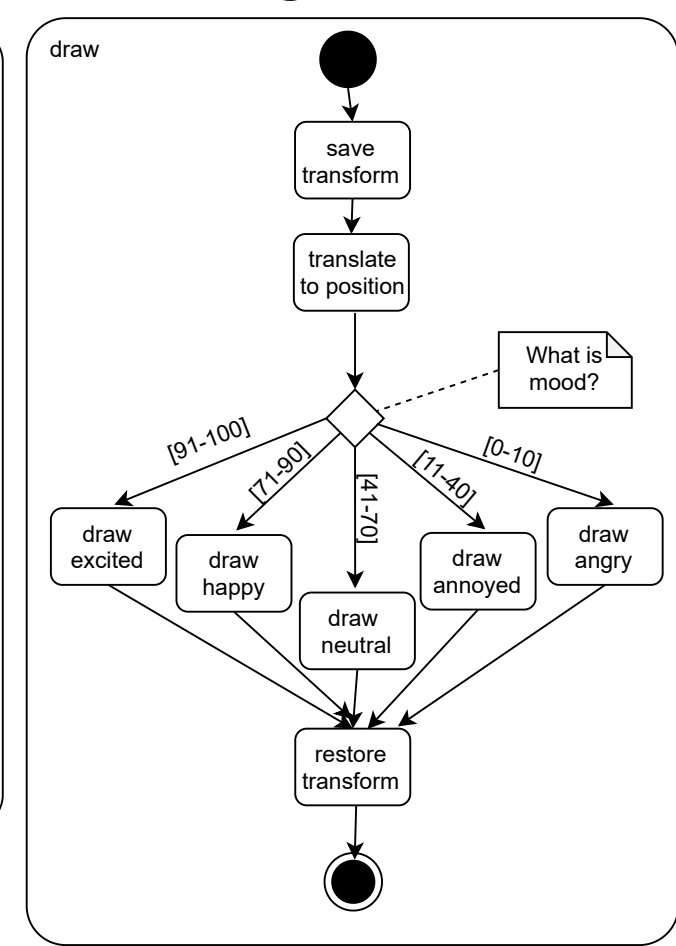 draw
save
transform
translate
to position
What is
mood?
[91-100]
[71-90]
[41-70]
[11-40]
[0-10]
draw
excited
draw
happy
draw
neutral
draw
annoyed
draw
angry
restore
transform